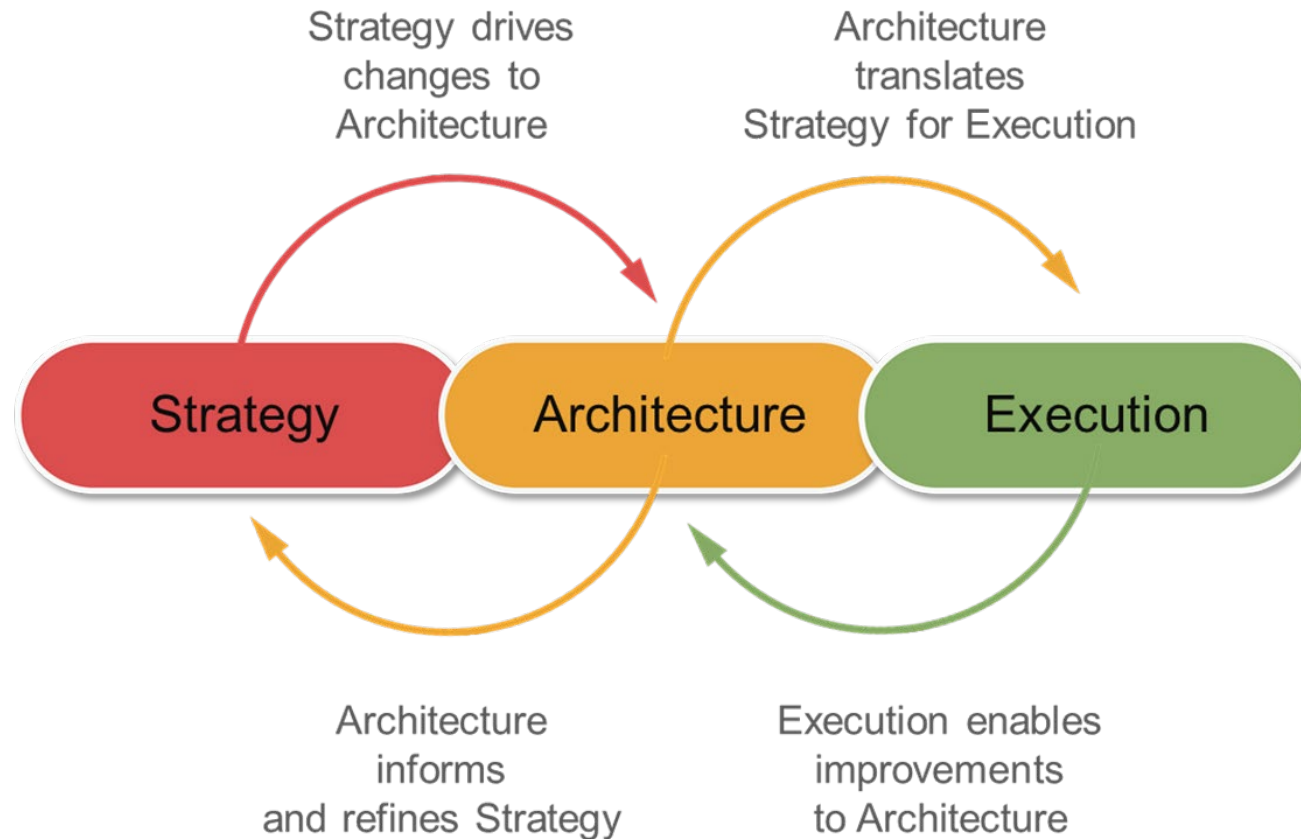 Strategy drives
changes to
Architecture
Architecture
translates
Strategy for Execution
Strategy
Architecture
Execution
Architecture
informs
and refines Strategy
Execution enables
improvements
to Architecture